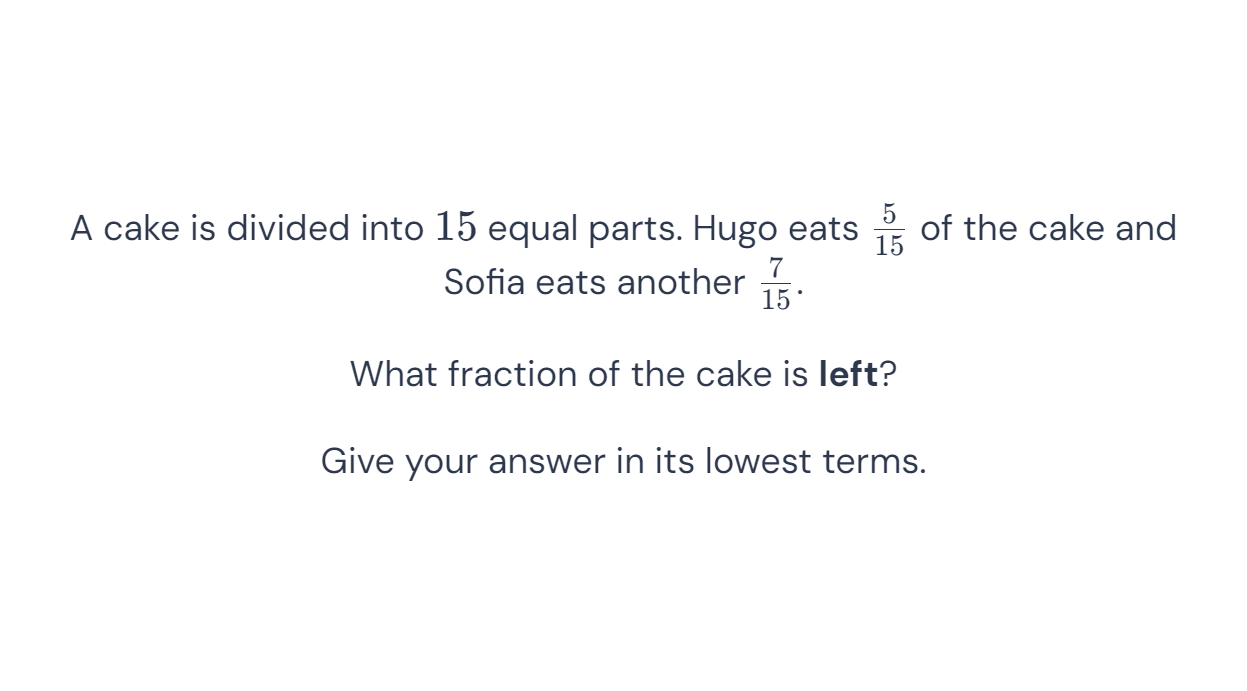 A cake is divided into 15 equal parts. Hugo eats $\frac{5}{15}$ of the cake and
Sofia eats another $\frac{7}{15}$.
What fraction of the cake is left?
Give your answer in its lowest terms.